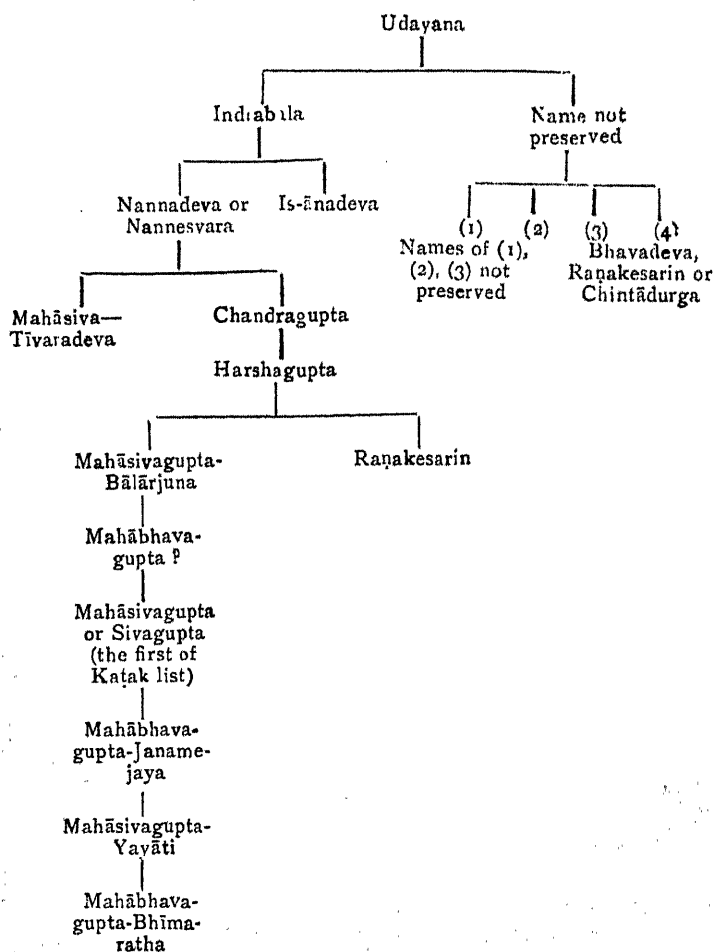 Udayana
Indrabala
Name not
preserved
Nannadeva or
Nannesvara
Is-ānadeva
(1) (2) (3) (4)
Names of (1),
(2), (3) not
preserved
Bhavadeva,
Raṇakesarin or
Chintādurga
Mahāsiva—
Tīvaradeva
Chandragupta
Harshagupta
Mahāsivagupta-
Bālārjuna
Raṇakesarin
Mahābhava-
gupta ?
Mahāsivagupta
or Sivagupta
(the first of
Kaṭak list)
Mahābhava-
gupta-Janame-
jaya
Mahāsivagupta-
Yayāti
Mahābhava-
gupta-Bhīma-
ratha